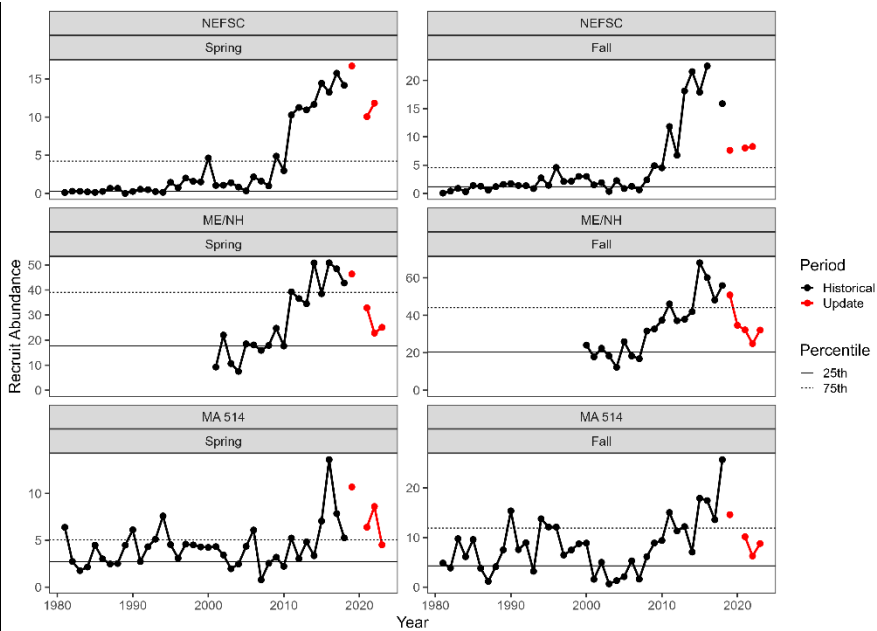 NEFSC
NEFSC
Spring
Fall
15
10
5
0
20
15
10
5
0
ME/NH
ME/NH
Spring
Fall
50
40
30
20
10
0
60
40
20
0
Recruit Abundance
MA 514
MA 514
Spring
Fall
10
5
0
20
10
0
1980
1990
2000
2010
2020
1980
1990
2000
2010
2020
Year
Period
Historical
Update
Percentile
25th
75th